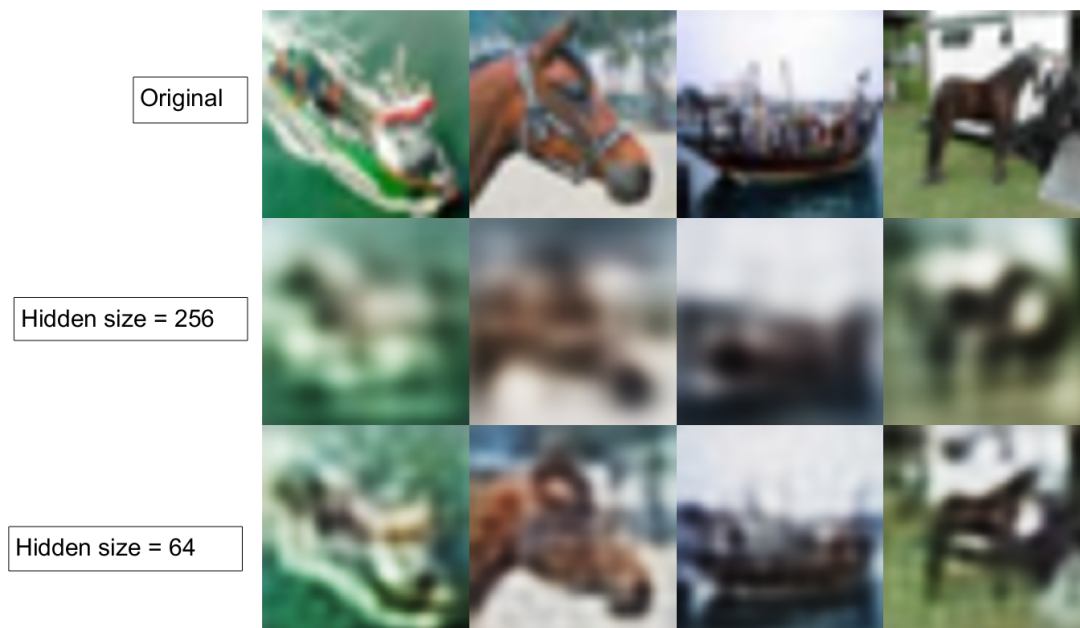 Original
Hidden size = 256
Hidden size = 64